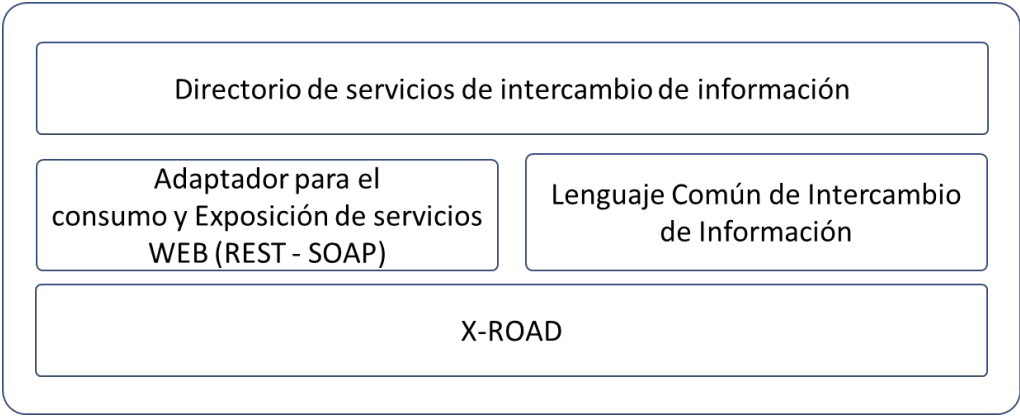 Directorio de servicios de intercambio de información
Adaptador para el
consumo y Exposición de servicios
WEB (REST - SOAP)
Lenguaje Común de Intercambio
de Información
X-ROAD